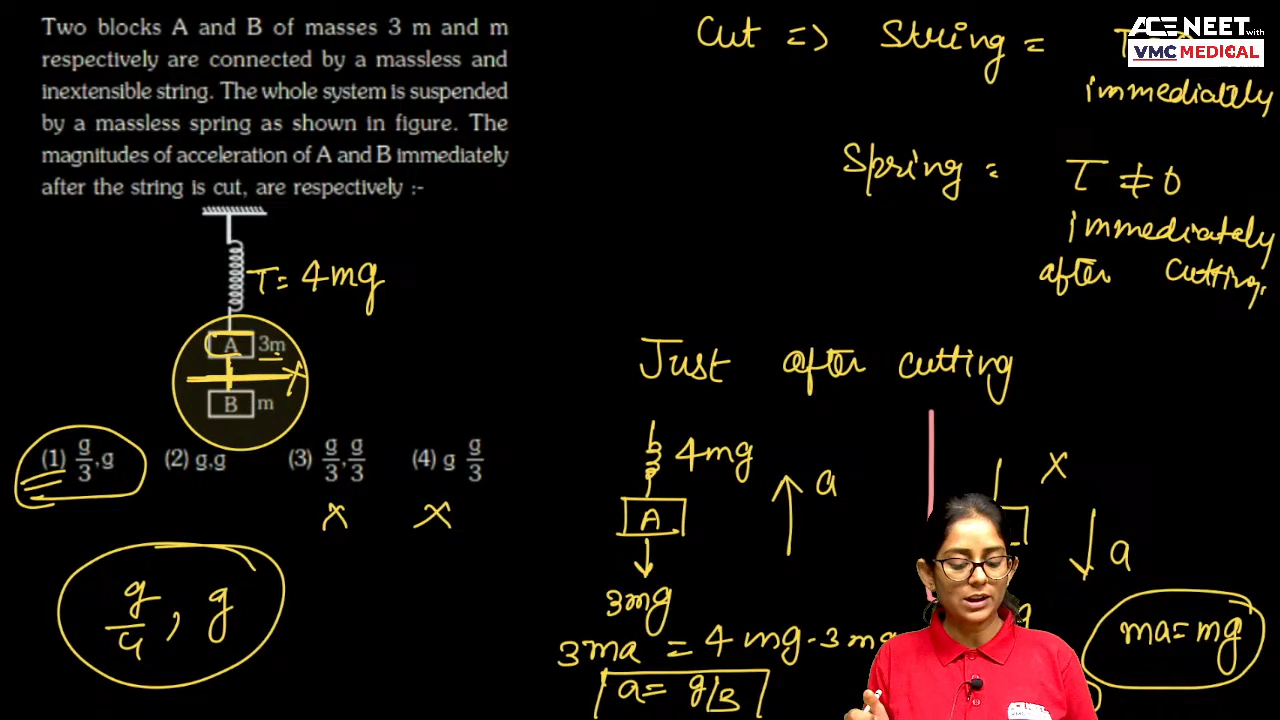 Two blocks A and B of masses 3 m and m
respectively are connected by a massless and
inextensible string. The whole system is suspended
by a massless spring as shown in figure. The
magnitudes of acceleration of A and B immediately
after the string is cut, are respectively :-
T = 4mg
A 3m
B m
(1) g/3, g (2) g,g (3) g/3, g/3 (4) g g/3
x x
g/4, g
Cut => String =
immediately
Spring = T ≠ 0
immediately
after cutting.
Just after cutting
4mg
a
A
3mg
3ma = 4mg - 3mg
a = g/3
x
a
ma = mg
ACE NEET with
VMC MEDICAL